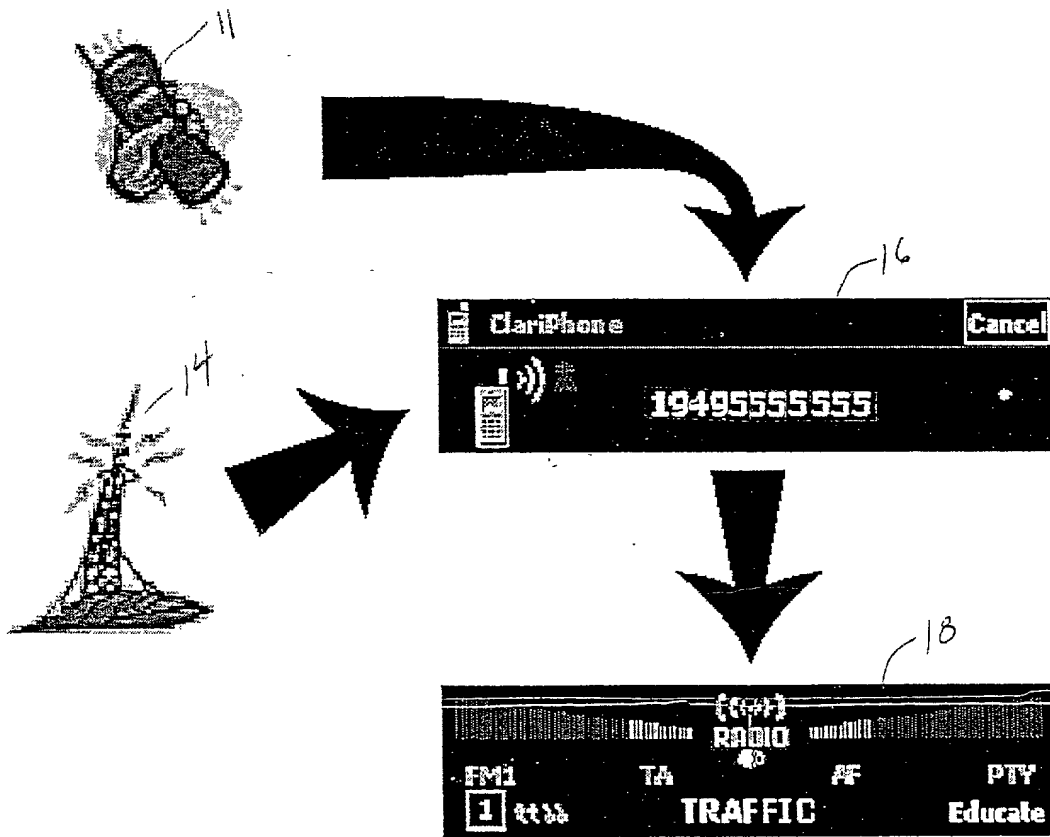 11
16
ClariPhone Cancel
14
19495555555
18
RADIO
FM1 TA AF PTY
1 TRAFFIC Educate